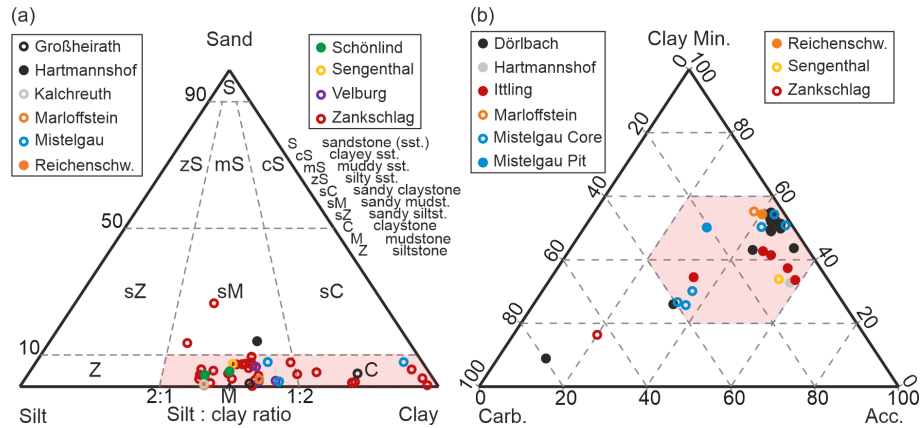 (a)
Sand
Großheirath
Hartmannshof
Kalchreuth
Marloffstein
Mistelgau
Reichenschw.
Schönlind
Sengenthal
Velburg
Zankschlag
90
S
zS mS cS
50
sZ sM sC
10
Z M C
2:1 1:2
Silt Silt : clay ratio Clay
S sandstone (sst.)
cS clayey sst.
mS muddy sst.
zS silty sst.
sC sandy claystone
sM sandy mudst.
sZ sandy siltst.
C claystone
M mudstone
Z siltstone
(b)
Clay Min.
Dörlbach
Hartmannshof
Ittling
Marloffstein
Mistelgau Core
Mistelgau Pit
Reichenschw.
Sengenthal
Zankschlag
0 100
20 80
40 60
60 40
80 20
100 0
0 20 40 60 80 100
Carb. Acc.